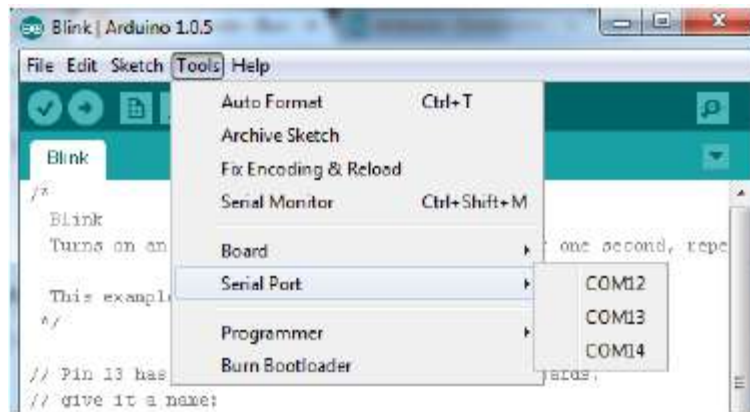 Blink | Arduino 1.0.5
File Edit Sketch Tools Help
Auto Format Ctrl+T
Archive Sketch
Fix Encoding & Reload
Serial Monitor Ctrl+Shift+M
Board
Serial Port
Programmer
Burn Bootloader
COM12
COM13
COM14
Blink
/*
Blink
Turns on an one second, repe
This exampl
*/
// Pin 13 has ards.
// give it a name: